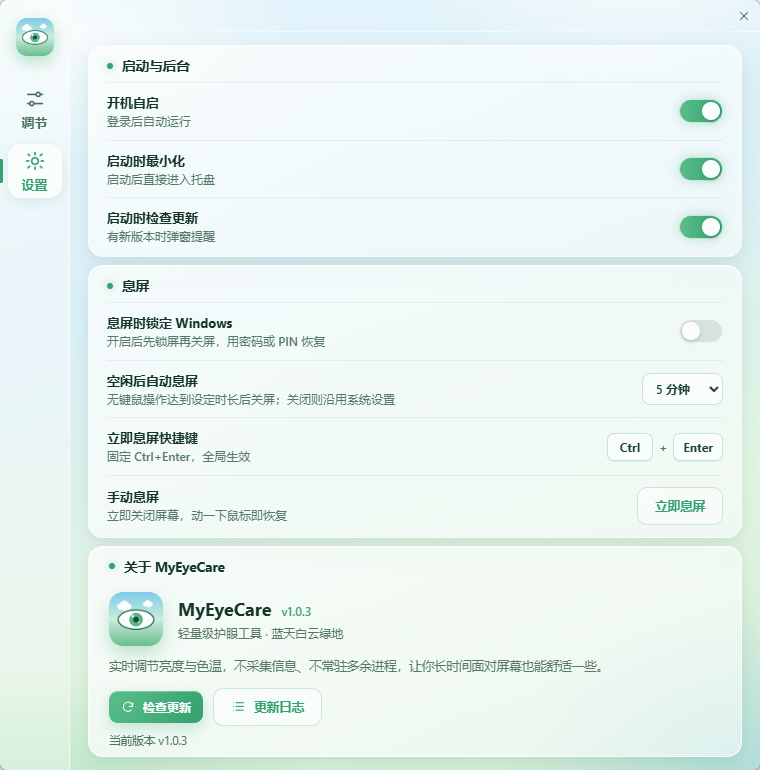 调节
设置
启动与后台
开机自启
登录后自动运行
启动时最小化
启动后直接进入托盘
启动时检查更新
有新版本时弹窗提醒
息屏
息屏时锁定 Windows
开启后先锁屏再关屏，用密码或 PIN 恢复
空闲后自动息屏
无键鼠操作达到设定时长后关屏；关闭则沿用系统设置
5 分钟
立即息屏快捷键
固定 Ctrl+Enter，全局生效
Ctrl + Enter
手动息屏
立即关闭屏幕，动一下鼠标即恢复
立即息屏
关于 MyEyeCare
MyEyeCare v1.0.3
轻量级护眼工具 · 蓝天白云绿地
实时调节亮度与色温，不采集信息、不常驻多余进程，让你长时间面对屏幕也能舒适一些。
检查更新 更新日志
当前版本 v1.0.3